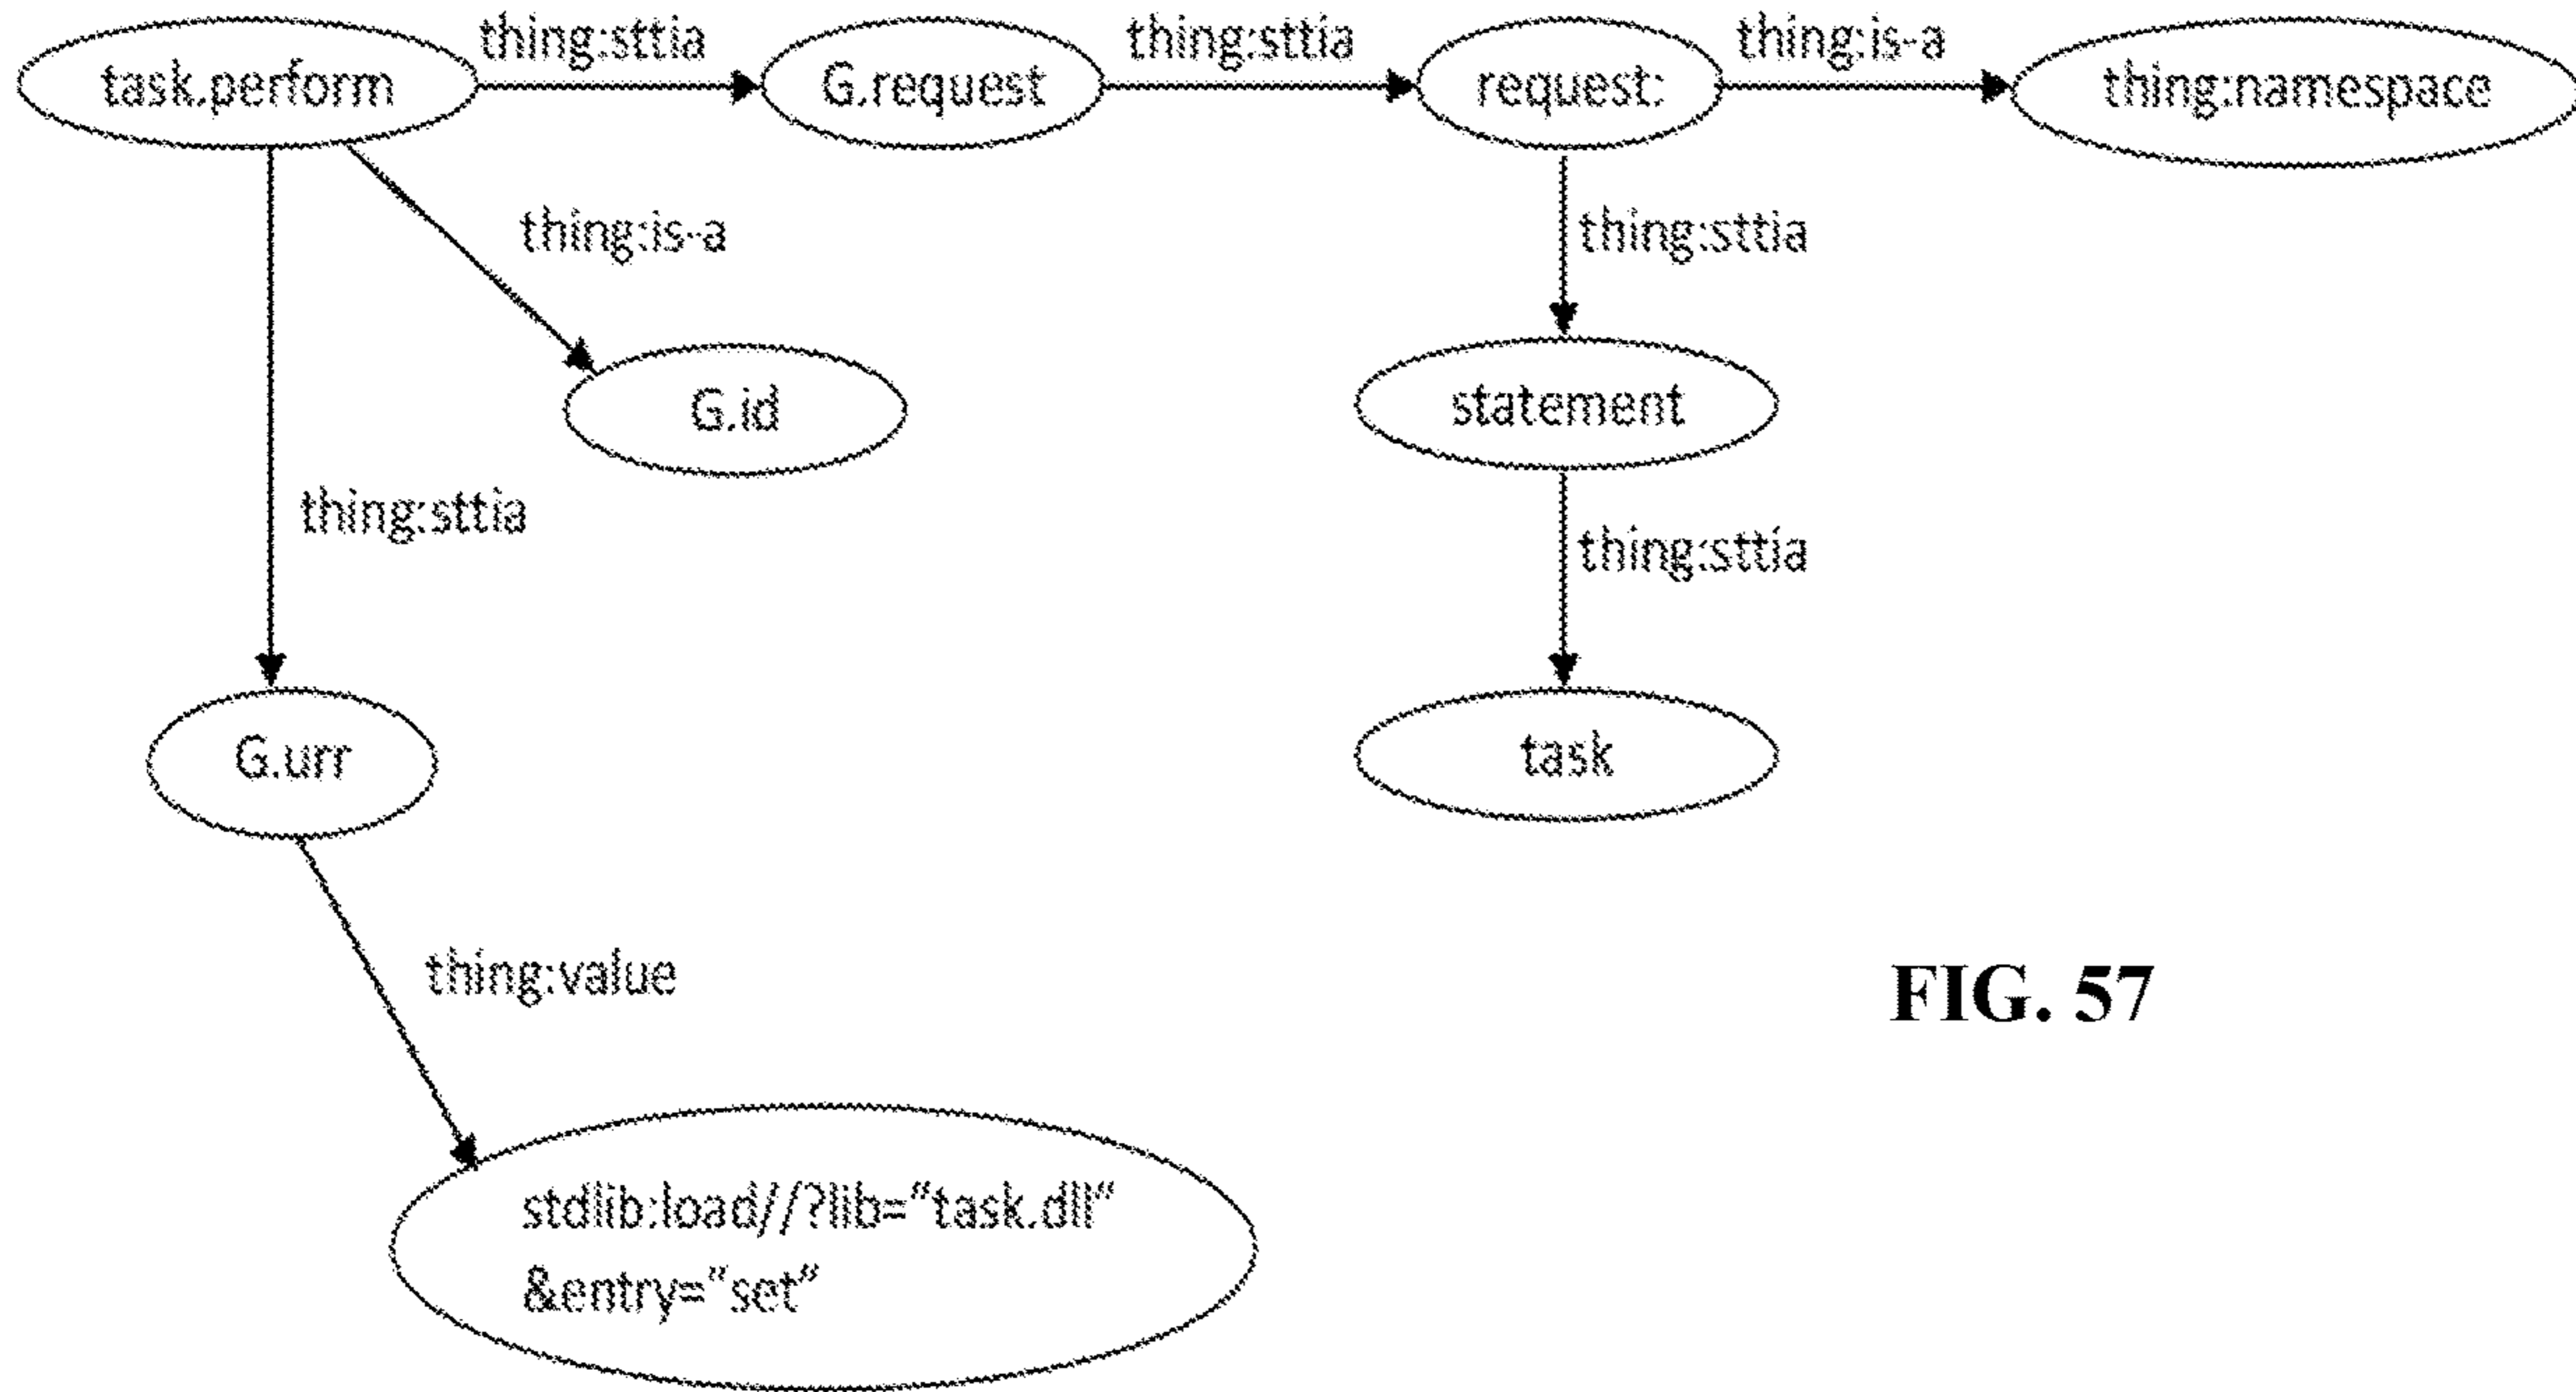 thing:sttia
thing:sttia
thing:is-a
task.perform
G.request
request:
thing:namespace
thing:is-a
thing:sttia
G.id
statement
thing:sttia
thing:sttia
G.urr
task
thing:value
FIG. 57
stdlib:load//?lib="task.dll"
&entry="set"